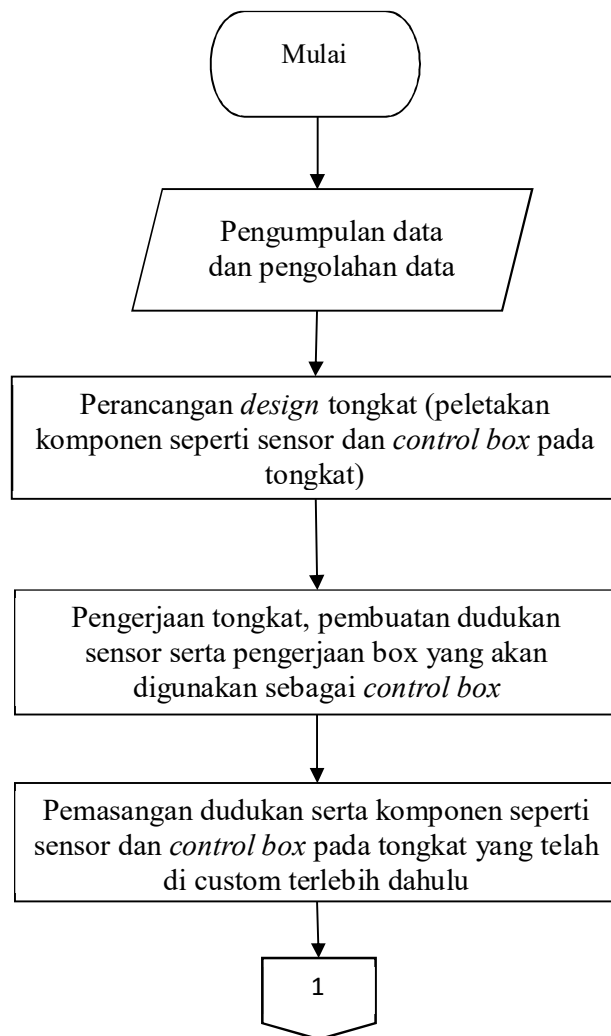 Mulai
Pengumpulan data
dan pengolahan data
Perancangan design tongkat (peletakan
komponen seperti sensor dan control box pada
tongkat)
Pengerjaan tongkat, pembuatan dudukan
sensor serta pengerjaan box yang akan
digunakan sebagai control box
Pemasangan dudukan serta komponen seperti
sensor dan control box pada tongkat yang telah
di custom terlebih dahulu
1